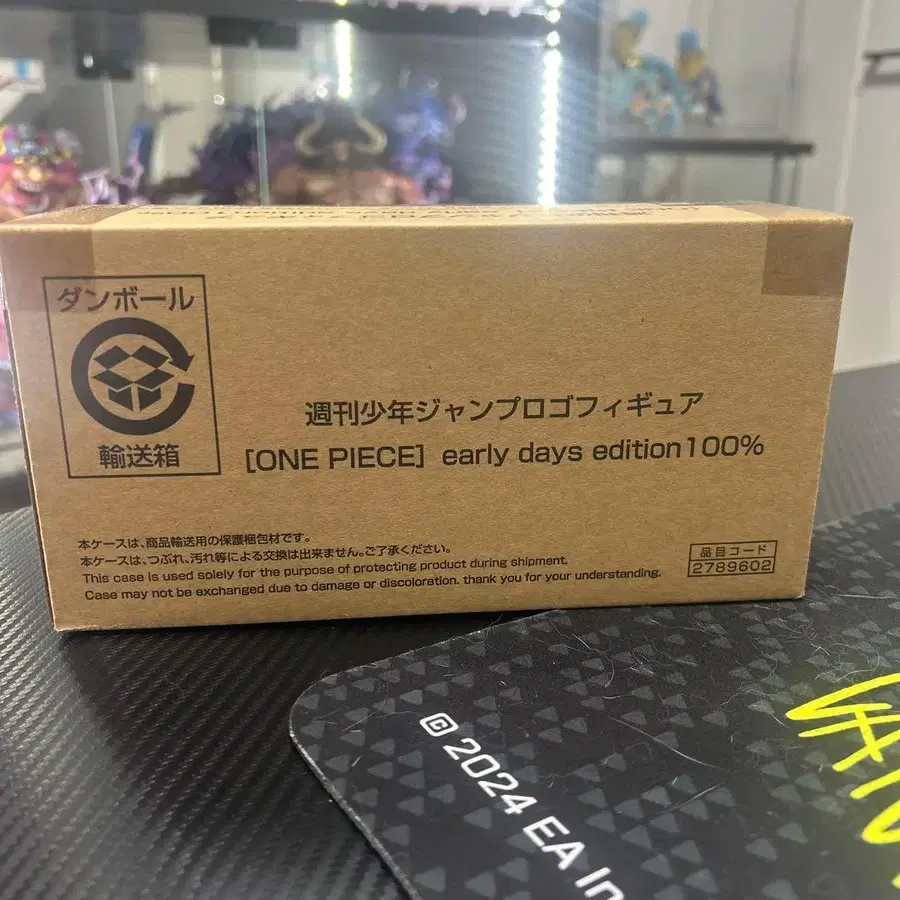 ダンボール
輸送箱
週刊少年ジャンプロゴフィギュア
[ONE PIECE] early days edition100%
本ケースは、商品輸送用の保護梱包材です。
本ケースは、つぶれ、汚れ等による交換は出来ません。ご了承ください。
This case is used solely for the purpose of protecting product during shipment.
Case may not be exchanged due to damage or discoloration. thank you for your understanding.
品目コード
2789602
© 2024 EA In